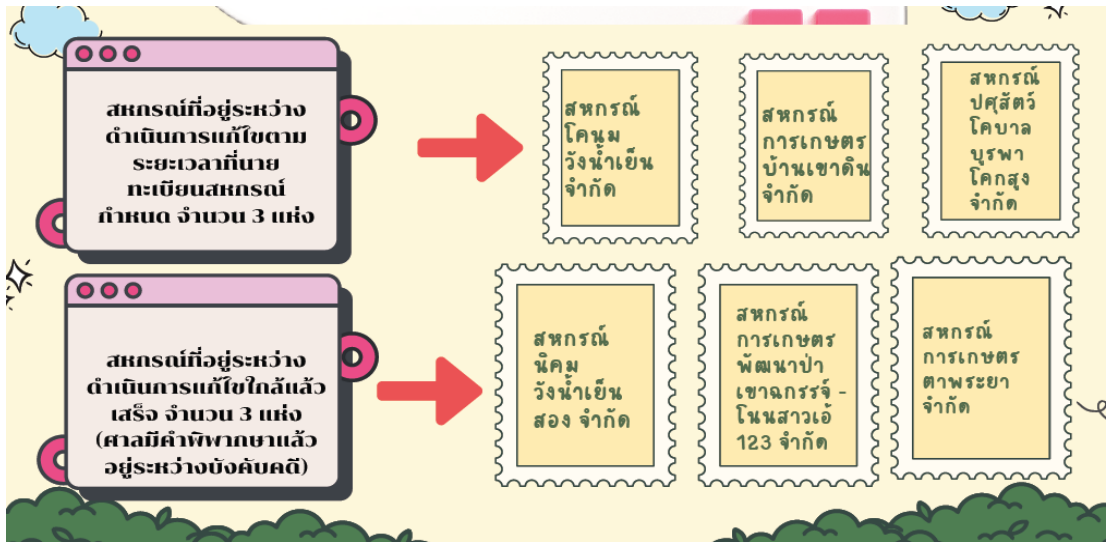 สหกรณ์ที่อยู่ระหว่าง
ดำเนินการแก้ไขตาม
ระยะเวลาที่นาย
ทะเบียนสหกรณ์
กำหนด จำนวน 3 แห่ง
สหกรณ์
โคนม
วังน้ำเย็น
จำกัด
สหกรณ์
การเกษตร
บ้านเขาดิน
จำกัด
สหกรณ์
ปศุสัตว์
โคบาล
บูรพา
โคกสูง
จำกัด
สหกรณ์ที่อยู่ระหว่าง
ดำเนินการแก้ไขใกล้แล้ว
เสร็จ จำนวน 3 แห่ง
(ศาลมีคำพิพากษาแล้ว
อยู่ระหว่างบังคับคดี)
สหกรณ์
นิคม
วังน้ำเย็น
สอง จำกัด
สหกรณ์
การเกษตร
พัฒนาป่า
เขาฉกรรจ์ -
โนนสาวเอ้
123 จำกัด
สหกรณ์
การเกษตร
ตาพระยา
จำกัด